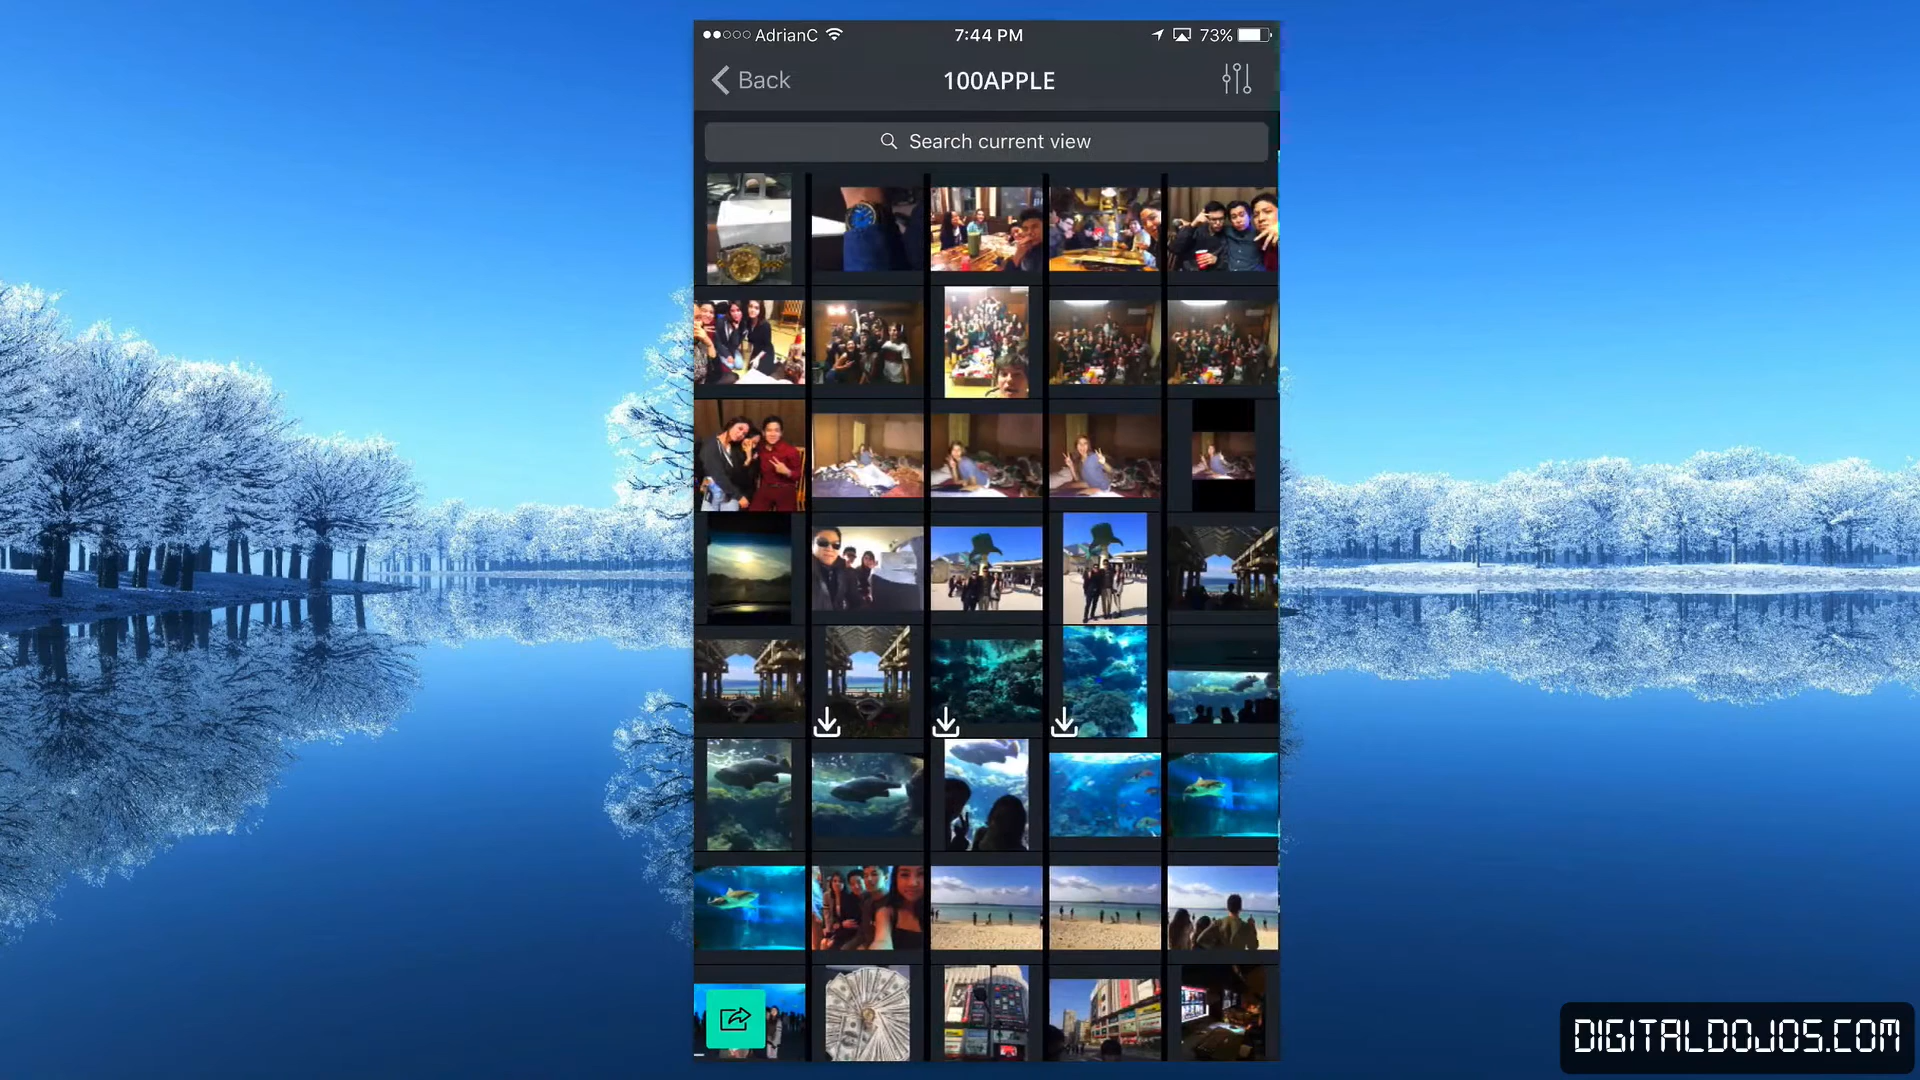 AdrianC
7:44 PM
73%
Back
100APPLE
Search current view
DIGITALDOJOS.COM